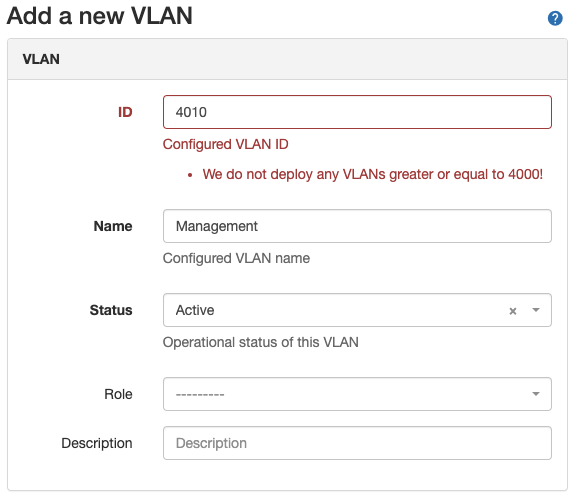 Add a new VLAN
?
VLAN
ID
4010
Configured VLAN ID
• We do not deploy any VLANs greater or equal to 4000!
Name
Management
Configured VLAN name
Status
Active × 
Operational status of this VLAN
Role
---------
Description
Description